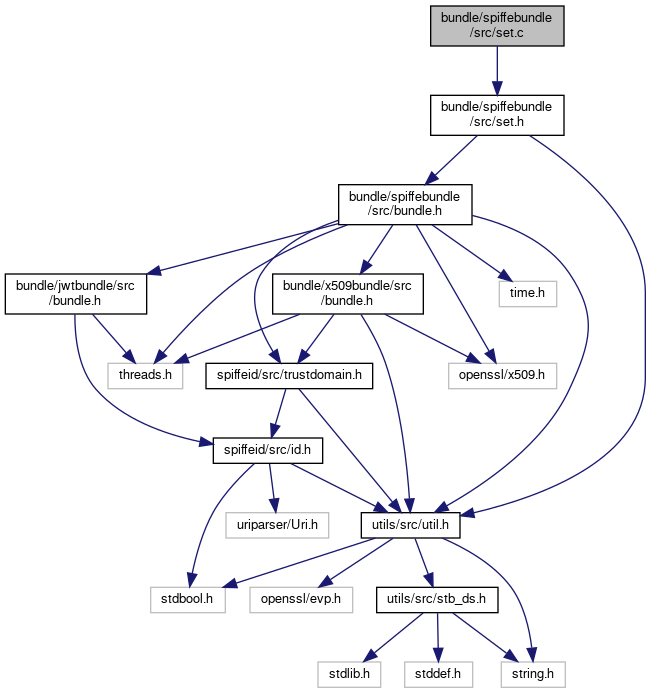 bundle/spiffebundle
/src/set.c
bundle/spiffebundle
/src/set.h
bundle/spiffebundle
/src/bundle.h
bundle/jwtbundle/src
/bundle.h
bundle/x509bundle/src
/bundle.h
time.h
threads.h
spiffeid/src/trustdomain.h
openssl/x509.h
spiffeid/src/id.h
uriparser/Uri.h
utils/src/util.h
stdbool.h
openssl/evp.h
utils/src/stb_ds.h
stdlib.h
stddef.h
string.h